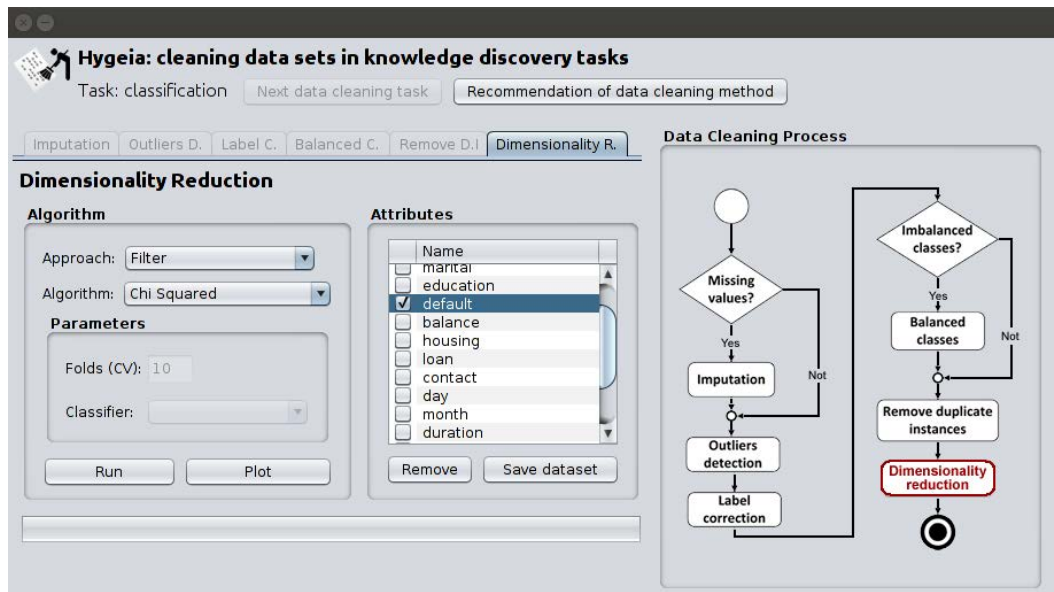 Hygeia: cleaning data sets in knowledge discovery tasks
Task: classification
Next data cleaning task
Recommendation of data cleaning method
Imputation
Outliers D.
Label C.
Balanced C.
Remove D.I
Dimensionality R.
Dimensionality Reduction
Algorithm
Approach: Filter
Algorithm: Chi Squared
Parameters
Folds (CV): 10
Classifier:
Run
Plot
Attributes
Name
marital
education
default
balance
housing
loan
contact
day
month
duration
Remove
Save dataset
Data Cleaning Process
Missing
values?
Yes
Not
Imputation
Outliers
detection
Label
correction
Imbalanced
classes?
Yes
Not
Balanced
classes
Remove duplicate
instances
Dimensionality
reduction